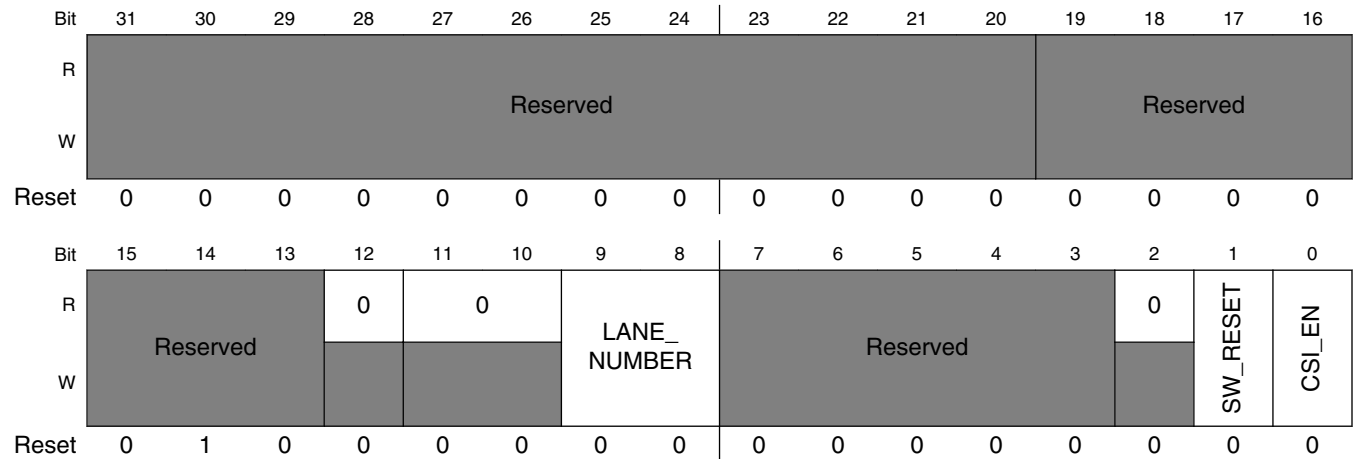 Bit 31 30 29 28 27 26 25 24 23 22 21 20 19 18 17 16
R
Reserved Reserved
W
Reset 0 0 0 0 0 0 0 0 0 0 0 0 0 0 0 0
Bit 15 14 13 12 11 10 9 8 7 6 5 4 3 2 1 0
R 0 0 0
Reserved LANE_ Reserved SW_RESET CSI_EN
NUMBER
W
Reset 0 1 0 0 0 0 0 0 0 0 0 0 0 0 0 0